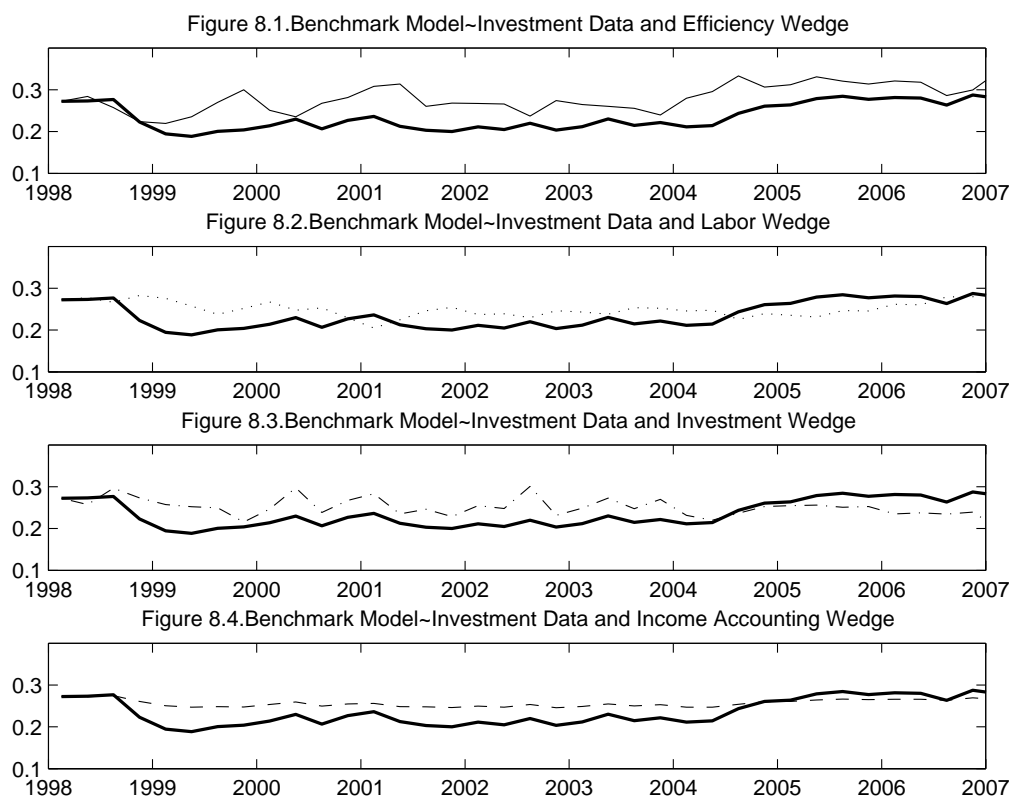 Figure 8.1.Benchmark Model~Investment Data and Efficiency Wedge
0.3
0.2
0.1
1998 1999 2000 2001 2002 2003 2004 2005 2006 2007
Figure 8.2.Benchmark Model~Investment Data and Labor Wedge
0.3
0.2
0.1
1998 1999 2000 2001 2002 2003 2004 2005 2006 2007
Figure 8.3.Benchmark Model~Investment Data and Investment Wedge
0.3
0.2
0.1
1998 1999 2000 2001 2002 2003 2004 2005 2006 2007
Figure 8.4.Benchmark Model~Investment Data and Income Accounting Wedge
0.3
0.2
0.1
1998 1999 2000 2001 2002 2003 2004 2005 2006 2007